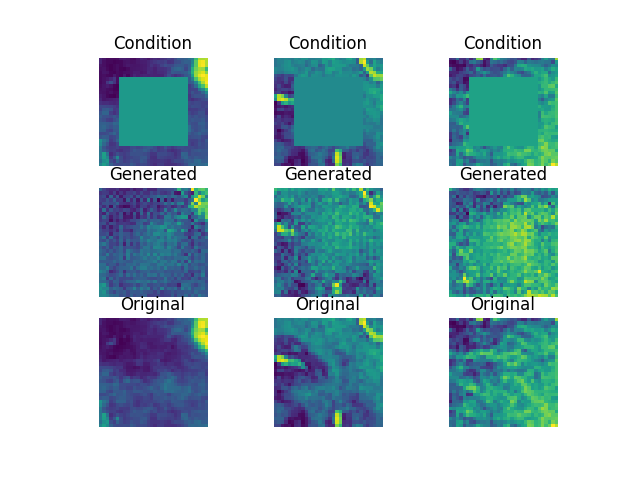 Condition Condition Condition
Generated Generated Generated
Original Original Original